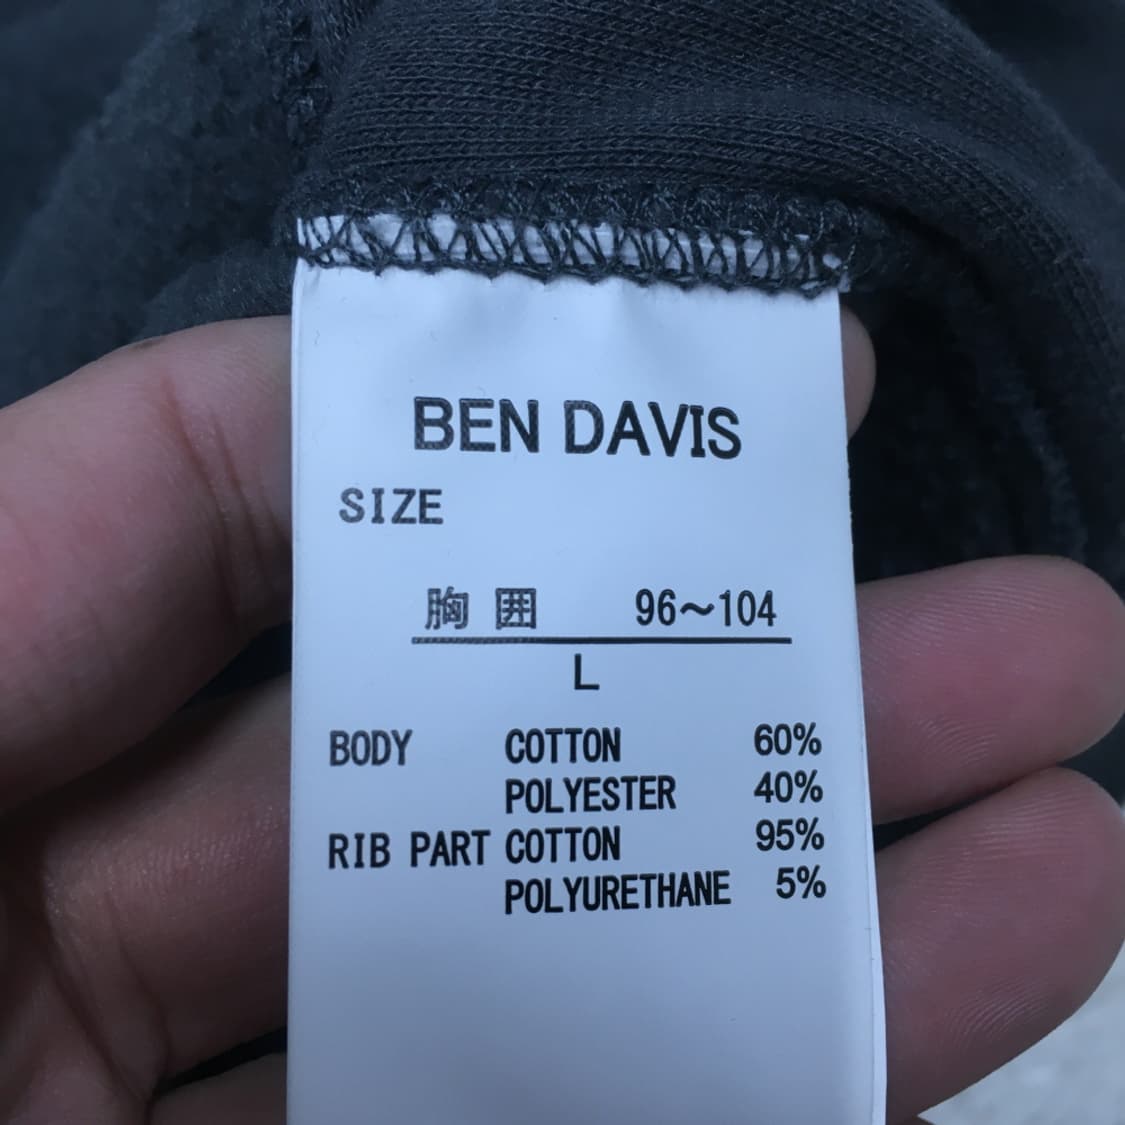 BEN DAVIS
SIZE
胸 囲 96～104
L
BODY COTTON 60%
POLYESTER 40%
RIB PART COTTON 95%
POLYURETHANE 5%